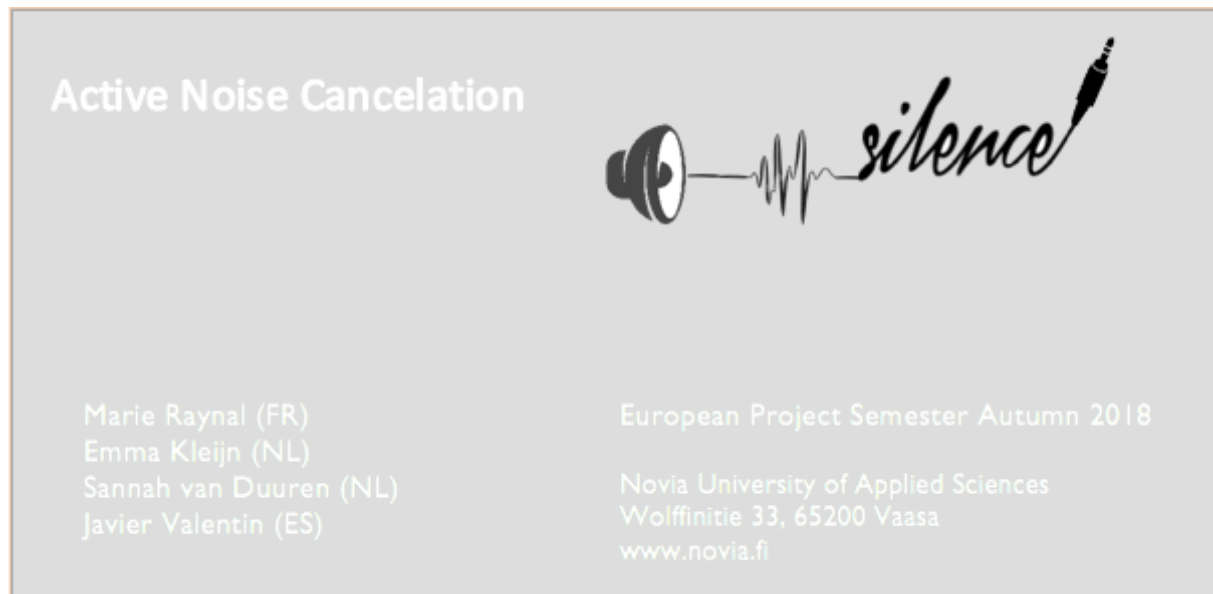 Active Noise Cancelation
silence
Marie Raynal (FR)
Emma Kleijn (NL)
Sannah van Duuren (NL)
Javier Valentin (ES)
European Project Semester Autumn 2018
Novia University of Applied Sciences
Wolffinitie 33, 65200 Vaasa
www.novia.fi